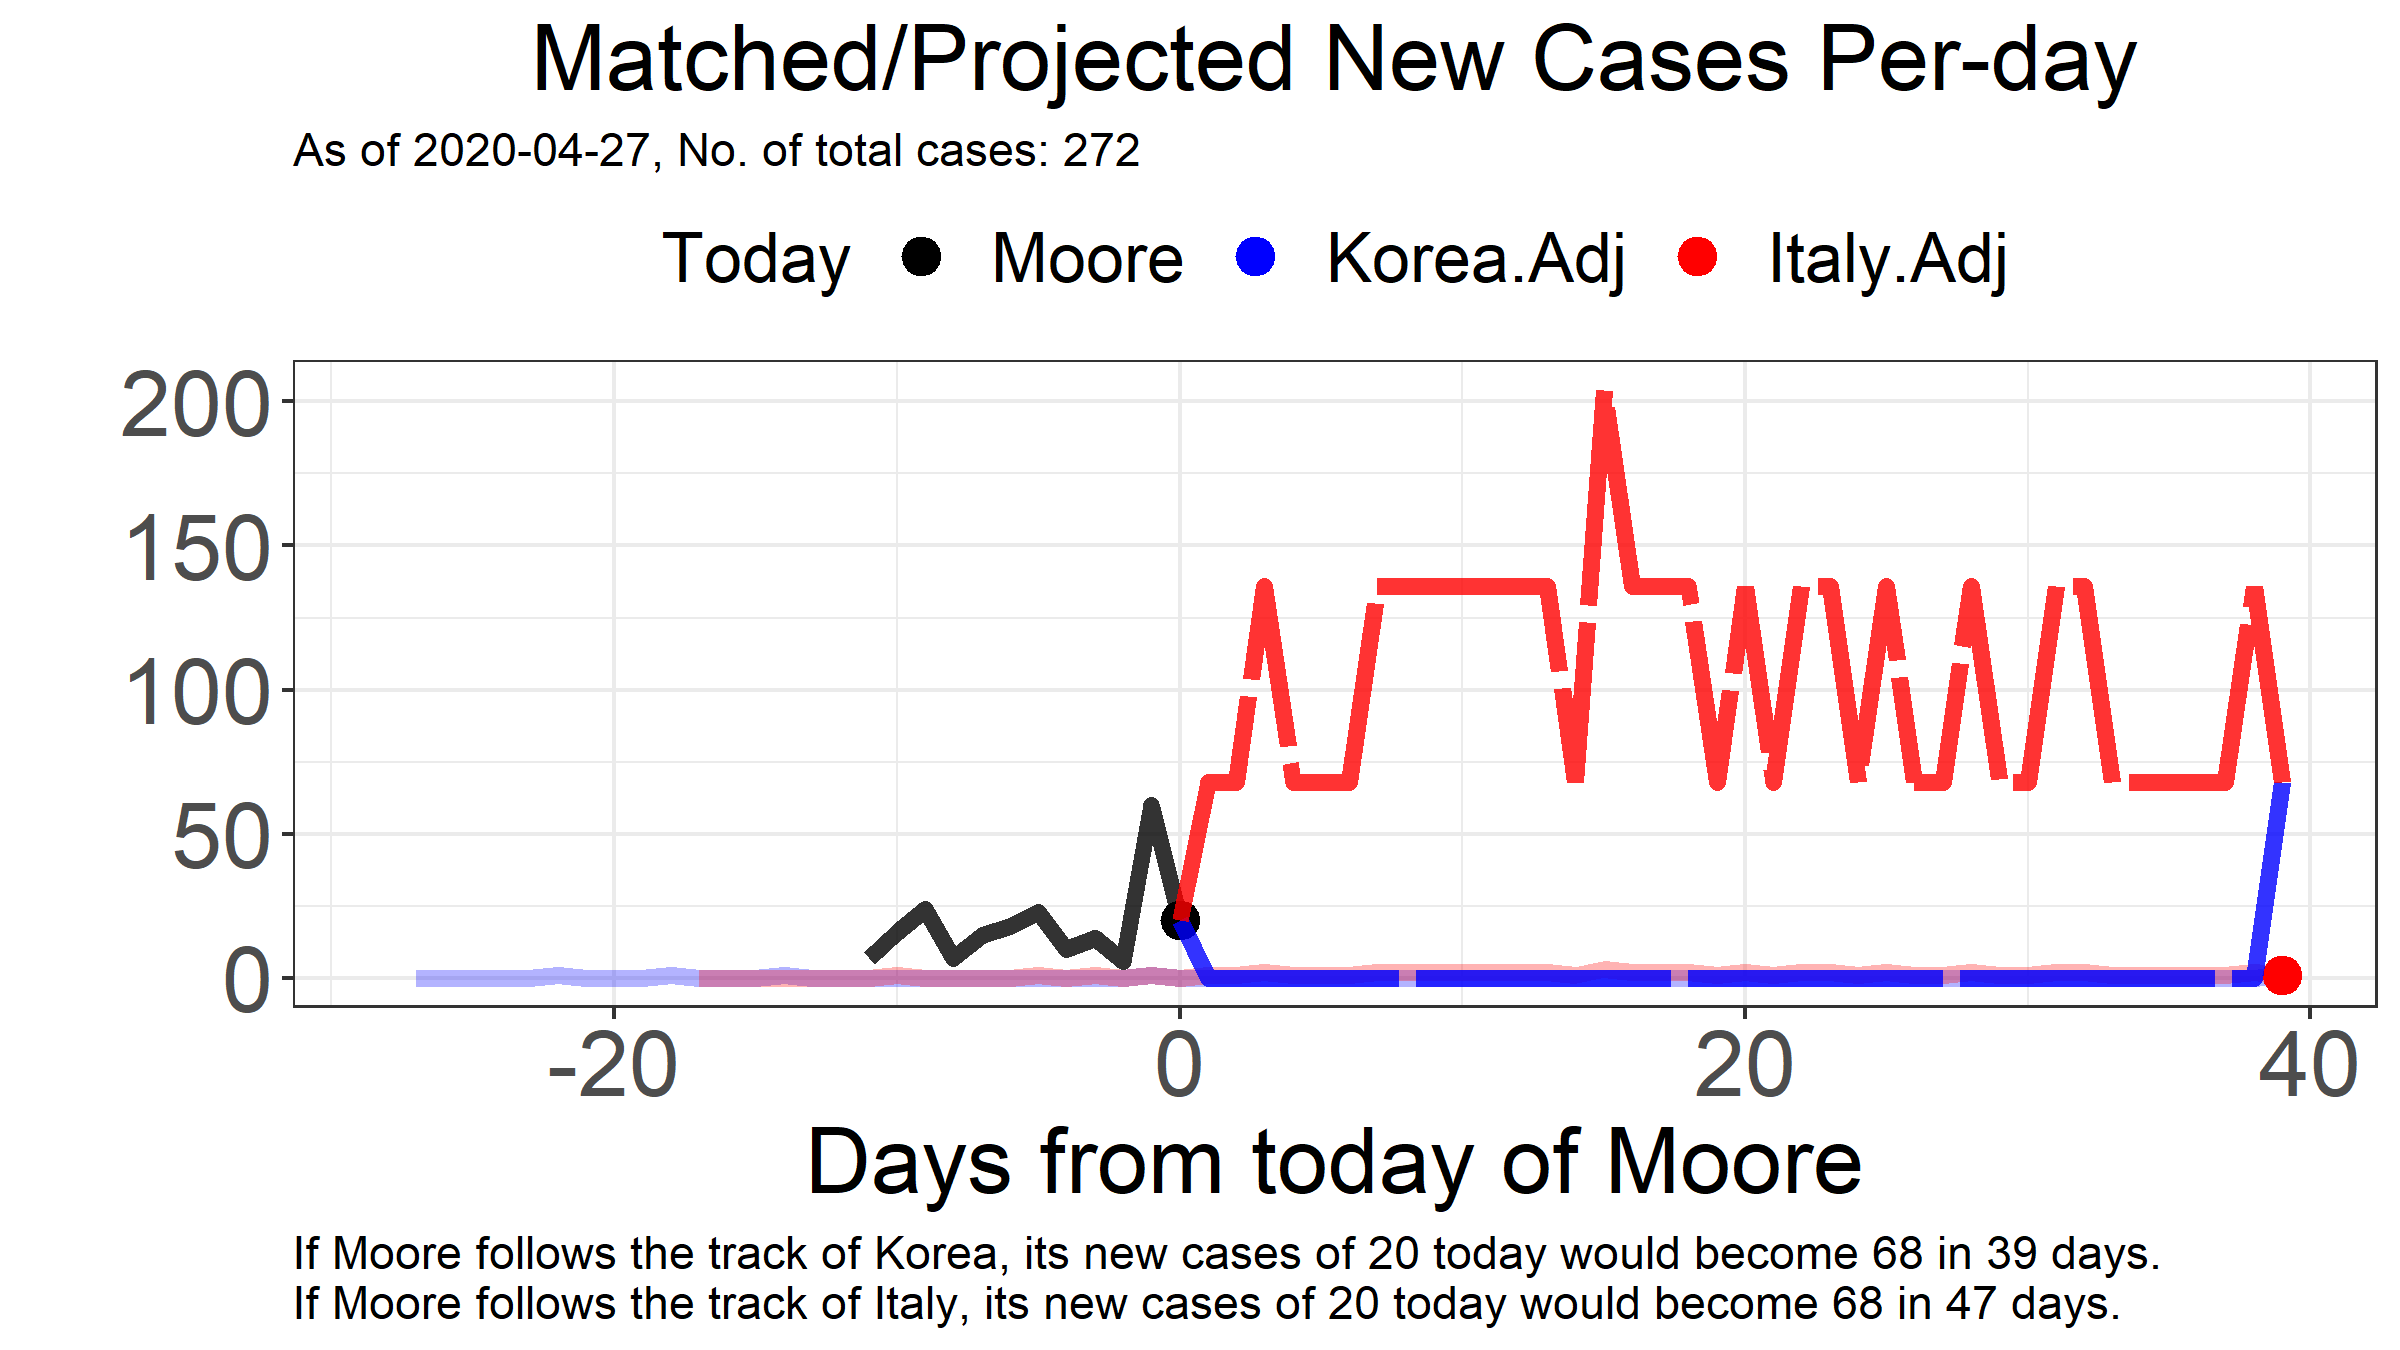 Matched/Projected New Cases Per-day
As of 2020-04-27, No. of total cases: 272
Today Moore Korea.Adj Italy.Adj
200
150
100
50
0
-20 0 20 40
Days from today of Moore
If Moore follows the track of Korea, its new cases of 20 today would become 68 in 39 days.
If Moore follows the track of Italy, its new cases of 20 today would become 68 in 47 days.